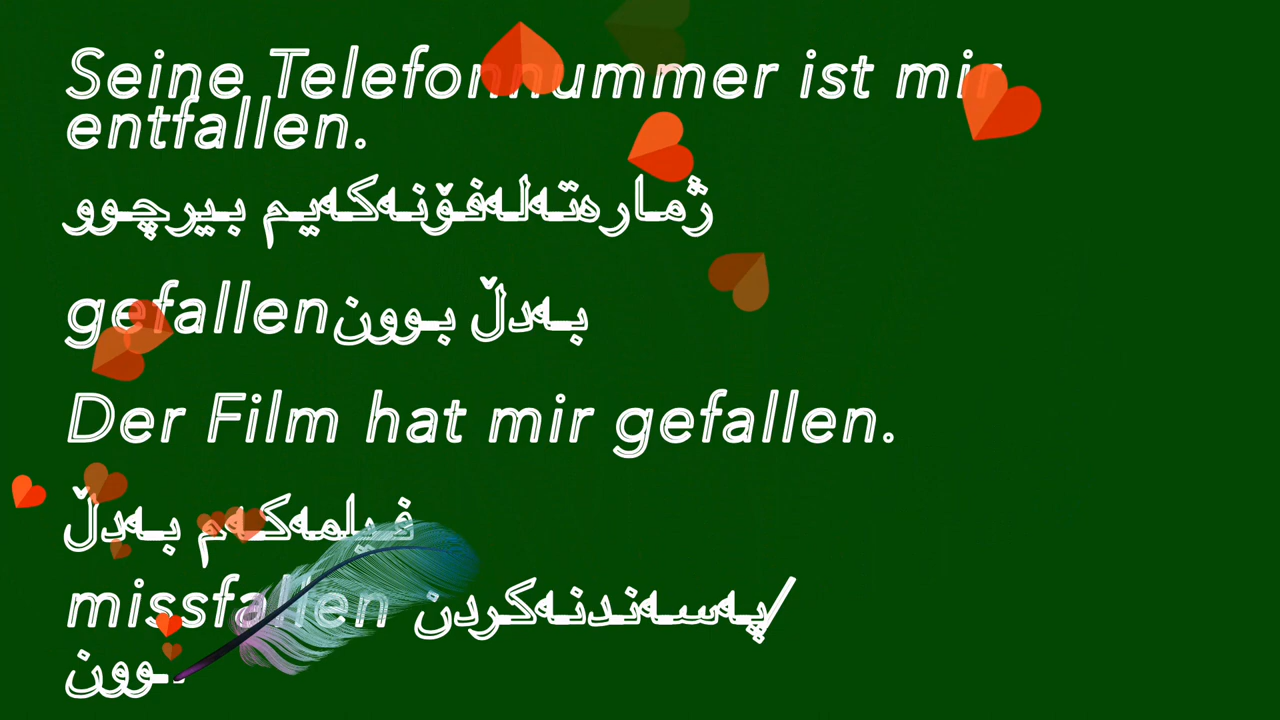 Seine Telefonnummer ist mir
entfallen.
ژمارەتەلەفۆنەکەیم بیرچوو
gefallen بەدڵ بوون
Der Film hat mir gefallen.
فیلمەکەم بەدڵ
missfallen پەسەندنەکردن/